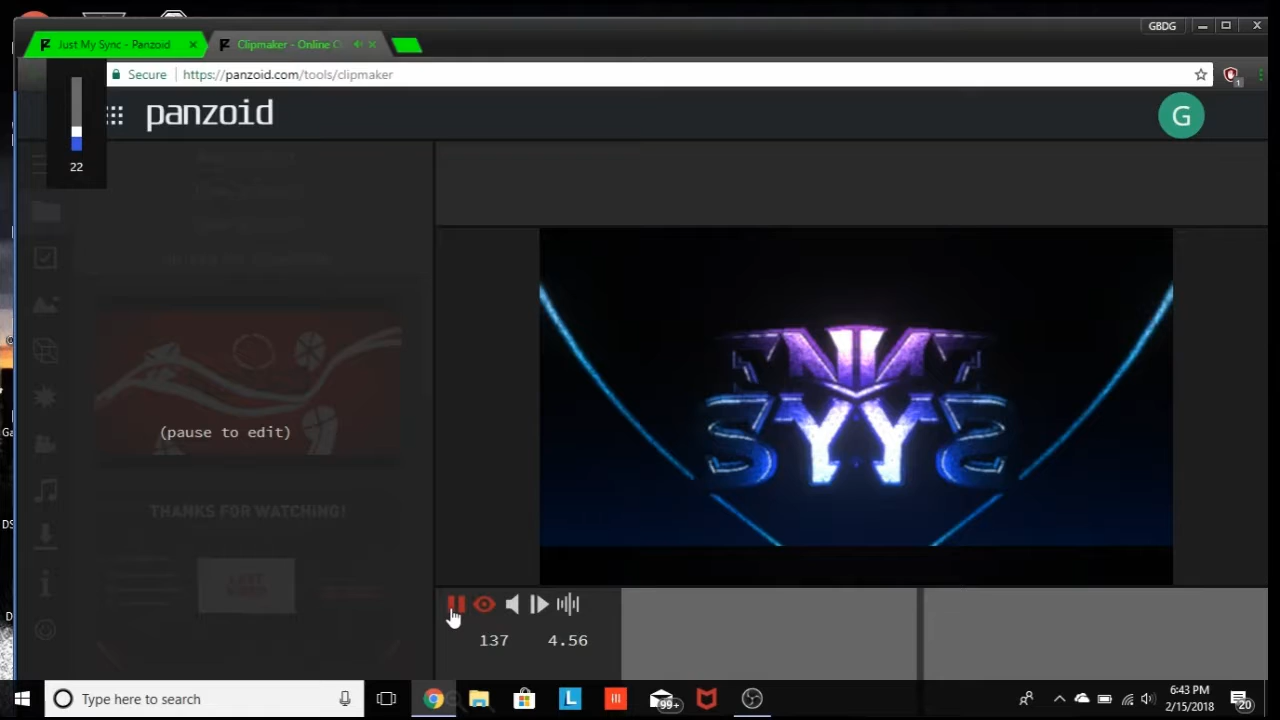 GBDG
Just My Sync - Panzoid
Clipmaker - Online C
Secure
https://panzoid.com/tools/clipmaker
1
22
panzoid
G
(pause to edit)
THANKS FOR WATCHING!
137
4.56
Type here to search
L
99+
6:43 PM
2/15/2018
20